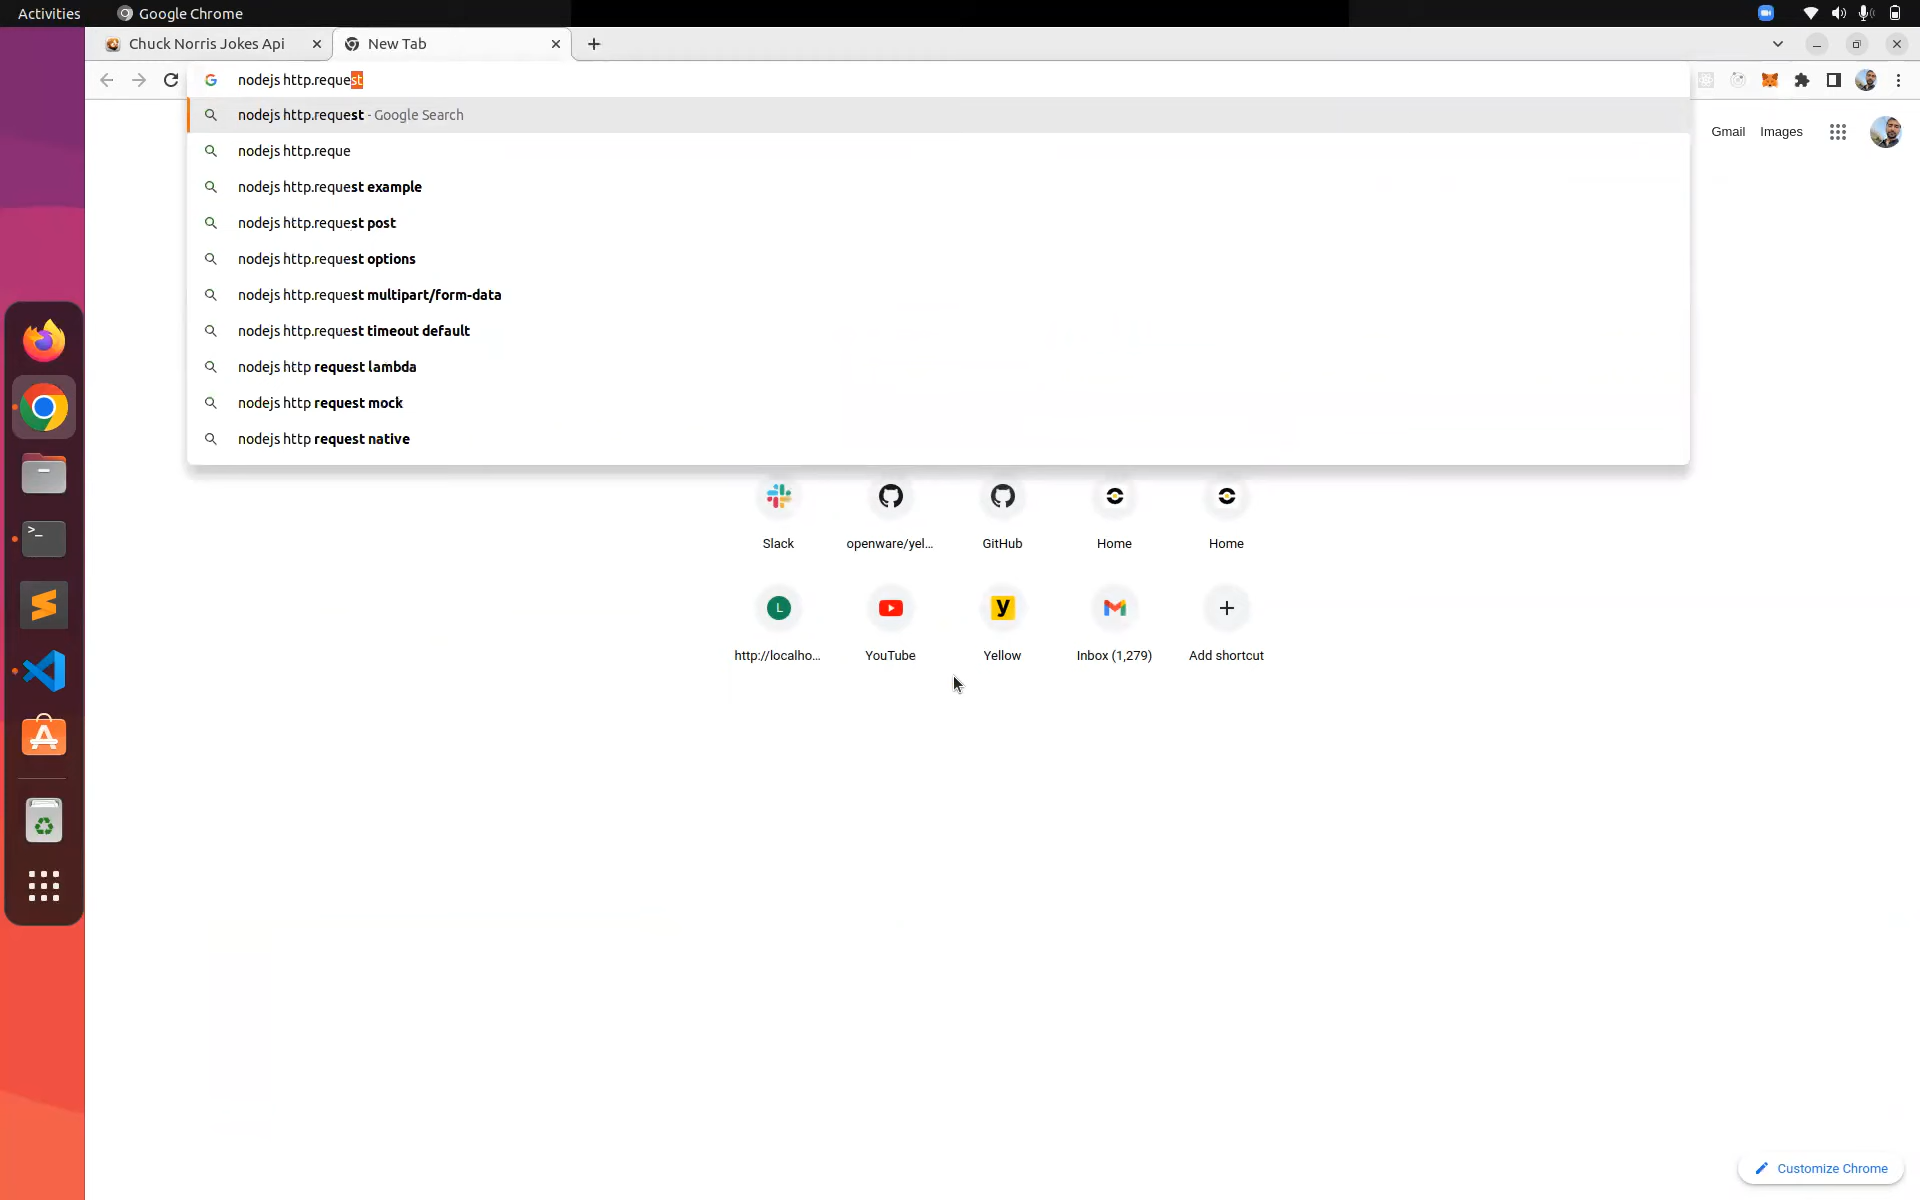 Activities
Google Chrome
Chuck Norris Jokes Api
New Tab
nodejs http.request
nodejs http.request - Google Search
nodejs http.reque
nodejs http.request example
nodejs http.request post
nodejs http.request options
nodejs http.request multipart/form-data
nodejs http.request timeout default
nodejs http request lambda
nodejs http request mock
nodejs http request native
Gmail
Images
Slack
openware/yel...
GitHub
Home
Home
L
y
http://localho...
YouTube
Yellow
Inbox (1,279)
Add shortcut
Customize Chrome